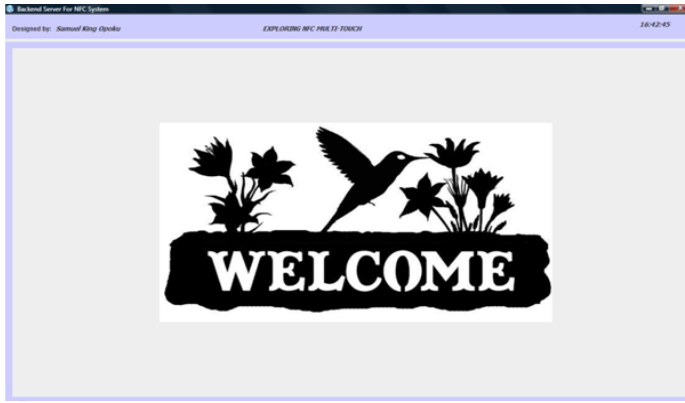 Backend Server For NFC System
Designed by: Samuel King Opoku EXPLORING NFC MULTI-TOUCH 16:42:45
WELCOME